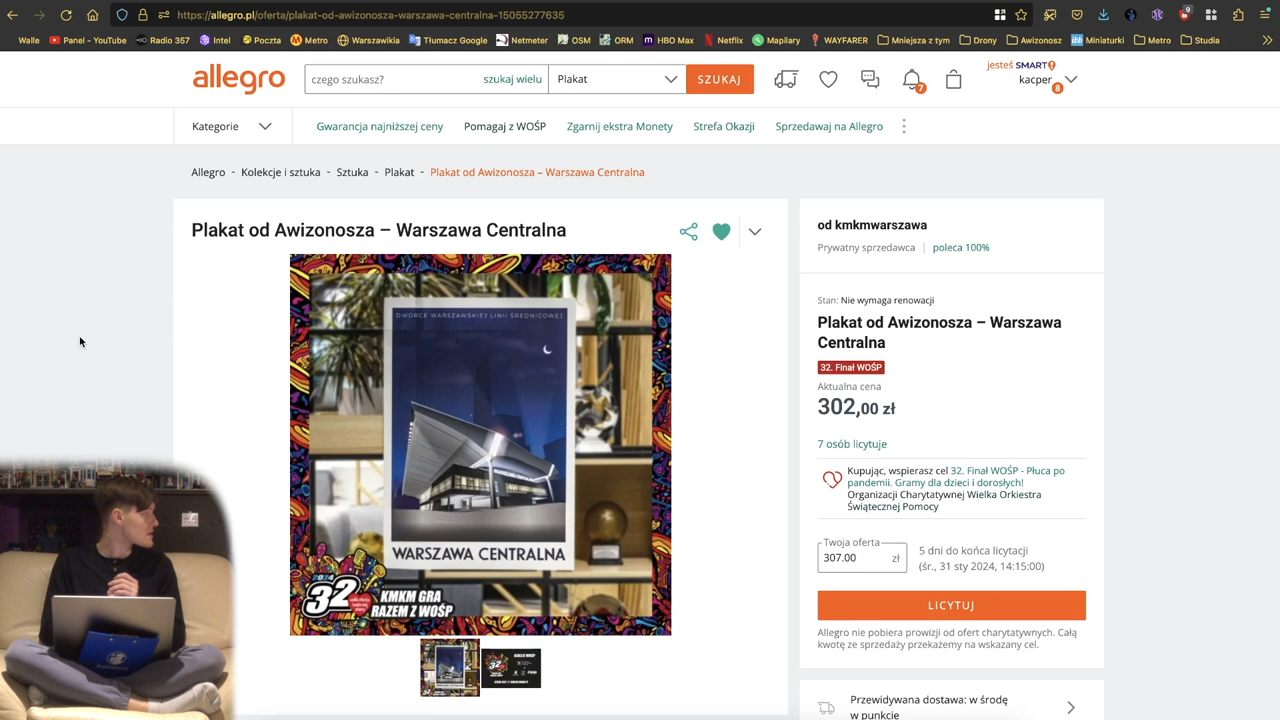 https://allegro.pl/oferta/plakat-od-awizonosza-warszawa-centralna-15055277635
9
Walle Panel - YouTube Radio 357 Intel Poczta Metro Warszawikia Tłumacz Google Netmeter OSM ORM HBO Max Netflix Mapilary WAYFARER Mniejsza z tym Drony Awizonosz Miniaturki Metro Studia
allegro
czego szukasz?
szukaj wielu
Plakat
SZUKAJ
7
jesteś SMART!
kacper
8
Kategorie
Gwarancja najniższej ceny
Pomagaj z WOŚP
Zgarnij ekstra Monety
Strefa Okazji
Sprzedawaj na Allegro
Allegro - Kolekcje i sztuka - Sztuka - Plakat - Plakat od Awizonosza – Warszawa Centralna
Plakat od Awizonosza – Warszawa Centralna
DWORCE WARSZAWSKIEJ LINII ŚREDNICOWEJ
WARSZAWA CENTRALNA
2024
32
FINAŁ
KMKM GRA
RAZEM Z WOŚP
od kmkmwarszawa
Prywatny sprzedawca | poleca 100%
Stan: Nie wymaga renowacji
Plakat od Awizonosza – Warszawa
Centralna
32. Finał WOŚP
Aktualna cena
302,00 zł
7 osób licytuje
Kupując, wspierasz cel 32. Finał WOŚP - Płuca po
pandemii. Gramy dla dzieci i dorosłych!
Organizacji Charytatywnej Wielka Orkiestra
Świątecznej Pomocy
Twoja oferta
307.00 zł
5 dni do końca licytacji
(śr., 31 sty 2024, 14:15:00)
LICYTUJ
Allegro nie pobiera prowizji od ofert charytatywnych. Całą
kwotę ze sprzedaży przekażemy na wskazany cel.
Przewidywana dostawa: w środę
w punkcie